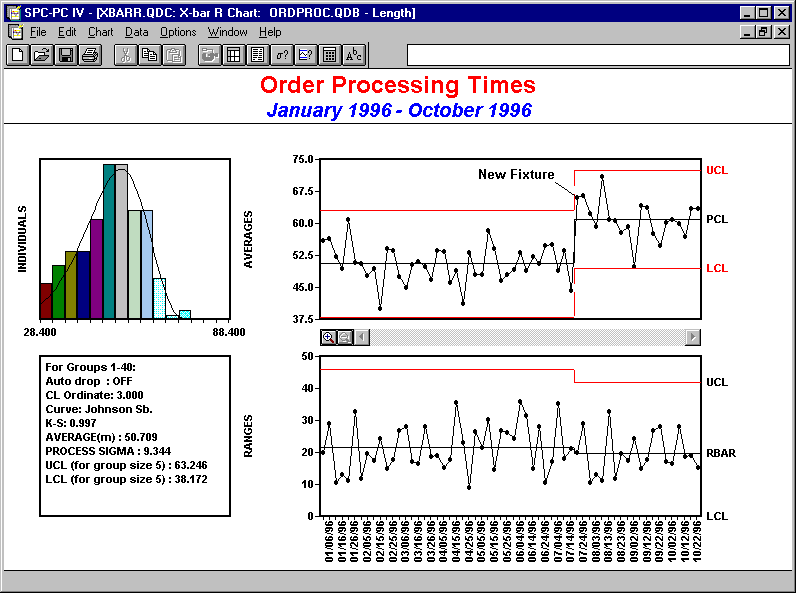 SPC-PC IV - [XBARR.QDC: X-bar R Chart: ORDPROC.QDB - Length]
File Edit Chart Data Options Window Help
σ? ? Abc
Order Processing Times
January 1996 - October 1996
INDIVIDUALS
28.400 88.400
AVERAGES
75.0
67.5
60.0
52.5
45.0
37.5
New Fixture
UCL
PCL
LCL
For Groups 1-40:
Auto drop : OFF
CL Ordinate: 3.000
Curve: Johnson Sb.
K-S: 0.997
AVERAGE(m) : 50.709
PROCESS SIGMA : 9.344
UCL (for group size 5) : 63.246
LCL (for group size 5) : 38.172
RANGES
50
40
30
20
10
0
UCL
RBAR
LCL
01/06/96
01/16/96
01/26/96
02/05/96
02/15/96
02/25/96
03/06/96
03/16/96
03/26/96
04/05/96
04/15/96
04/25/96
05/05/96
05/15/96
05/25/96
06/04/96
06/14/96
06/24/96
07/04/96
07/14/96
07/24/96
08/03/96
08/13/96
08/23/96
09/02/96
09/12/96
09/22/96
10/02/96
10/12/96
10/22/96